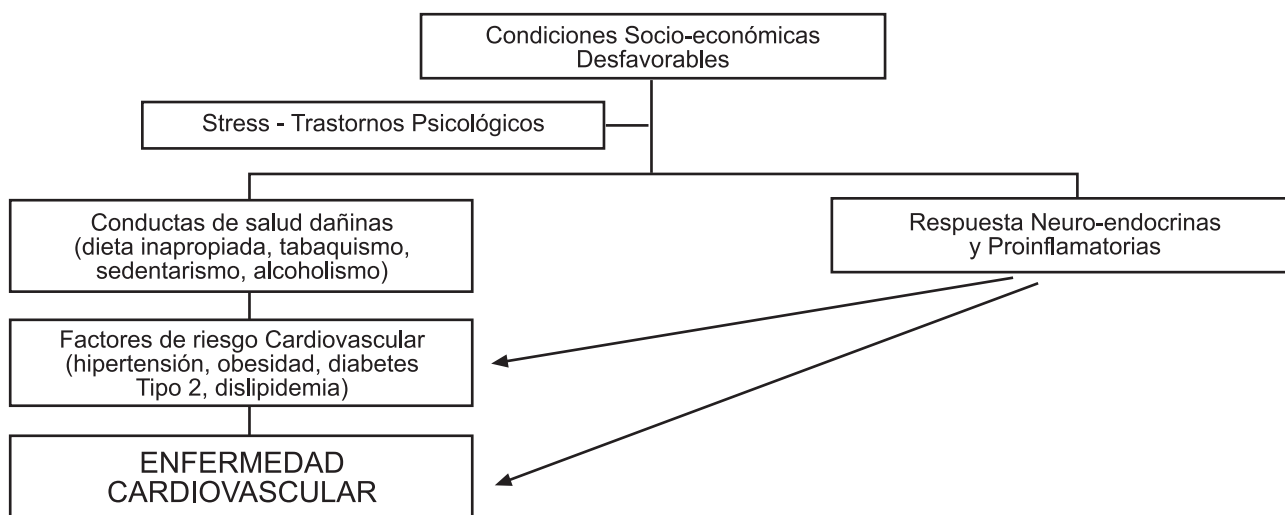 Condiciones Socio-económicas
Desfavorables
Stress - Trastornos Psicológicos
Conductas de salud dañinas
(dieta inapropiada, tabaquismo,
sedentarismo, alcoholismo)
Respuesta Neuro-endocrinas
y Proinflamatorias
Factores de riesgo Cardiovascular
(hipertensión, obesidad, diabetes
Tipo 2, dislipidemia)
ENFERMEDAD
CARDIOVASCULAR